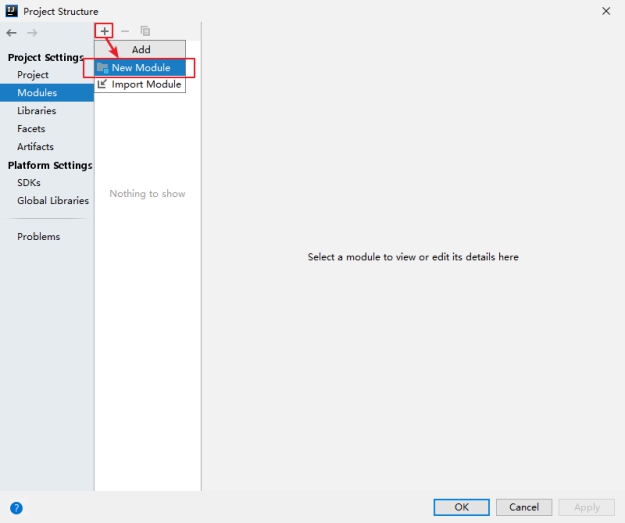 Project Structure
Add
New Module
Import Module
Project Settings
Project
Modules
Libraries
Facets
Artifacts
Platform Settings
SDKs
Global Libraries
Problems
Nothing to show
Select a module to view or edit its details here
OK
Cancel
Apply